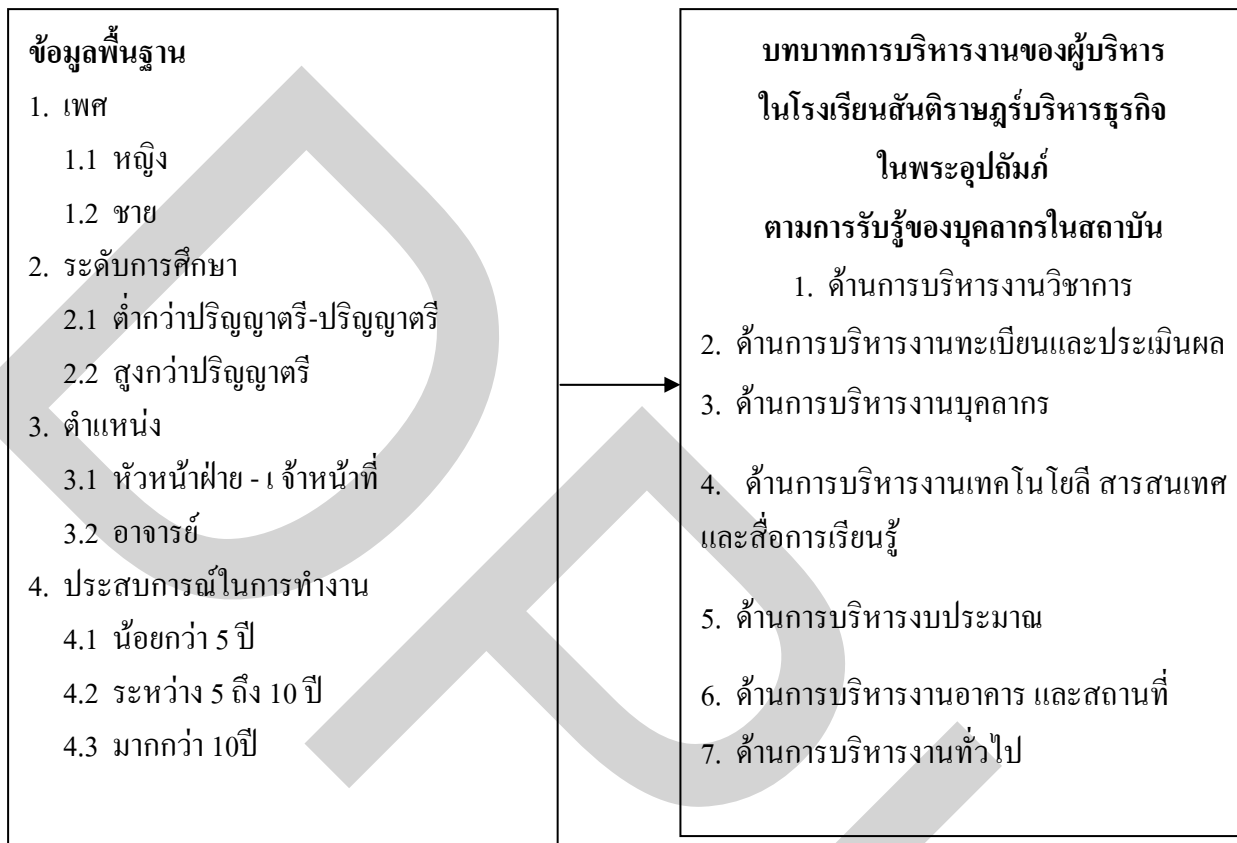 ข้อมูลพื้นฐาน
1. เพศ
1.1 หญิง
1.2 ชาย
2. ระดับการศึกษา
2.1 ต่ำกว่าปริญญาตรี-ปริญญาตรี
2.2 สูงกว่าปริญญาตรี
3. ตำแหน่ง
3.1 หัวหน้าฝ่าย - เจ้าหน้าที่
3.2 อาจารย์
4. ประสบการณ์ในการทำงาน
4.1 น้อยกว่า 5 ปี
4.2 ระหว่าง 5 ถึง 10 ปี
4.3 มากกว่า 10ปี
บทบาทการบริหารงานของผู้บริหาร
ในโรงเรียนสันติราษฎร์บริหารธุรกิจ
ในพระอุปถัมภ์
ตามการรับรู้ของบุคลากรในสถาบัน
1. ด้านการบริหารงานวิชาการ
2. ด้านการบริหารงานทะเบียนและประเมินผล
3. ด้านการบริหารงานบุคลากร
4. ด้านการบริหารงานเทคโนโยลี สารสนเทศ
และสื่อการเรียนรู้
5. ด้านการบริหารงบประมาณ
6. ด้านการบริหารงานอาคาร และสถานที่
7. ด้านการบริหารงานทั่วไป